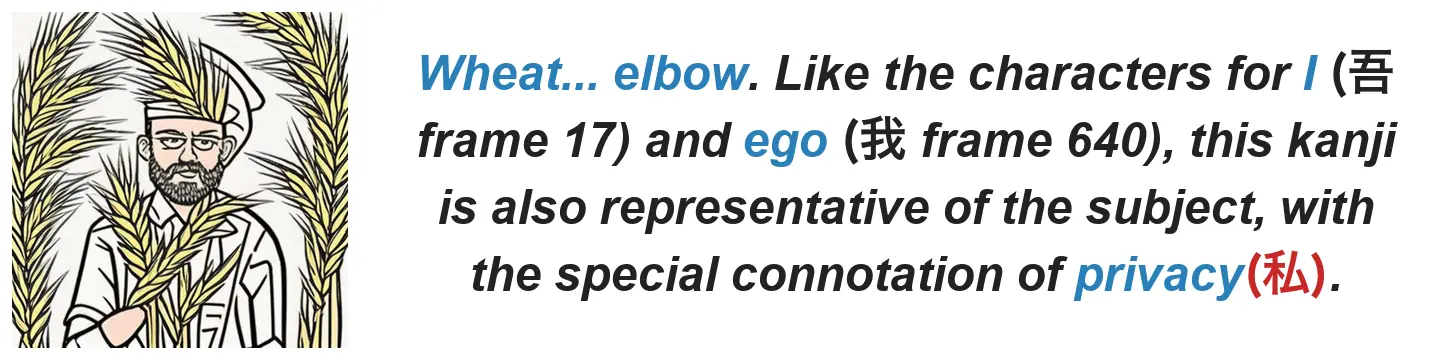 Wheat... elbow. Like the characters for I (吾
frame 17) and ego (我 frame 640), this kanji
is also representative of the subject, with
the special connotation of privacy(私).